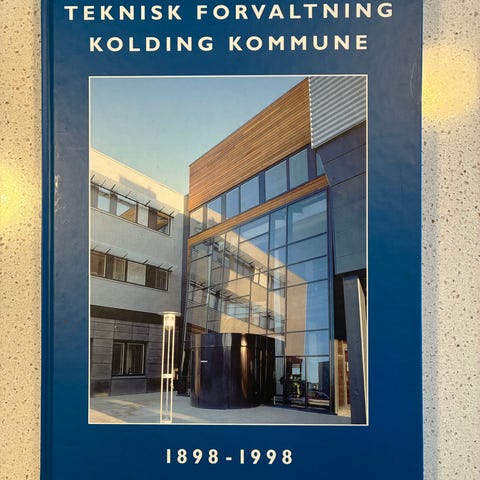 TEKNISK FORVALTNING
KOLDING KOMMUNE
1898-1998